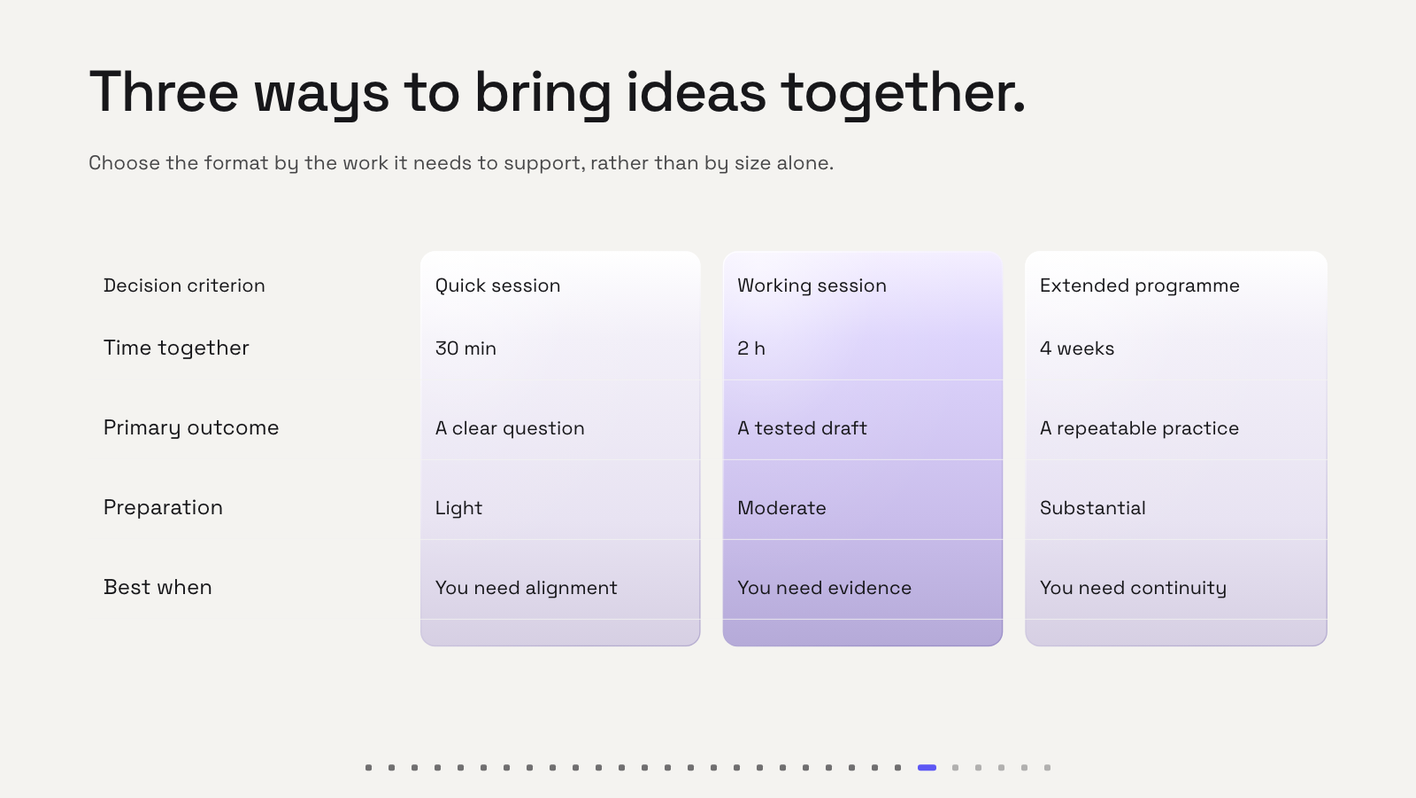 Three ways to bring ideas together.
Choose the format by the work it needs to support, rather than by size alone.
Decision criterion Quick session Working session Extended programme
Time together 30 min 2 h 4 weeks
Primary outcome A clear question A tested draft A repeatable practice
Preparation Light Moderate Substantial
Best when You need alignment You need evidence You need continuity